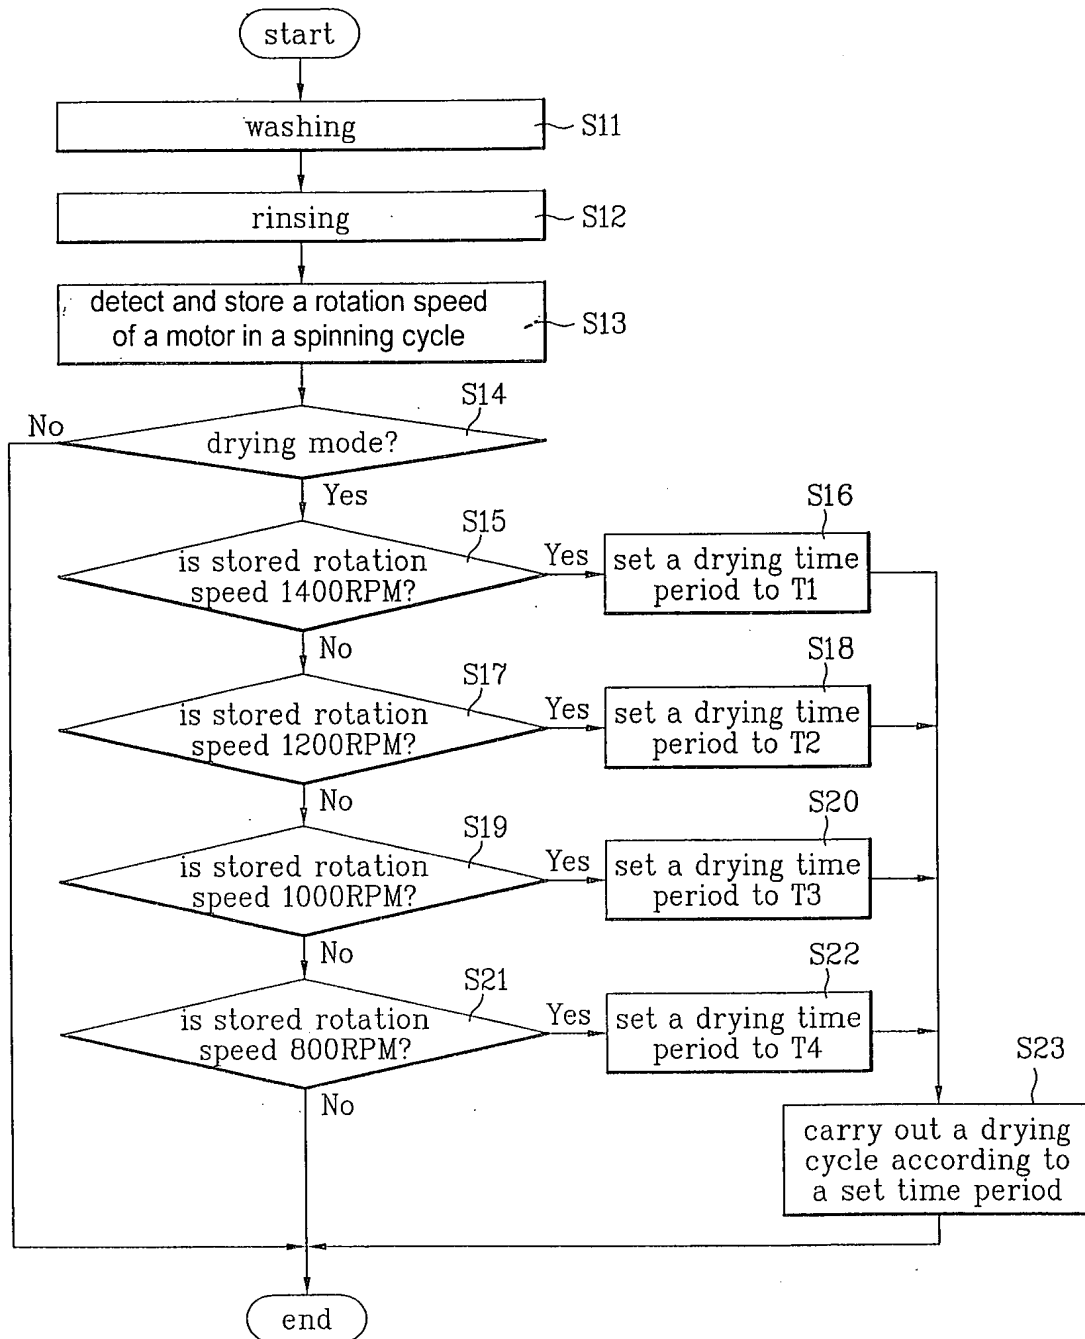 start
washing
S11
rinsing
S12
detect and store a rotation speed
of a motor in a spinning cycle
S13
S14
No
drying mode?
Yes
S15
is stored rotation
speed 1400RPM?
Yes
S16
set a drying time
period to T1
No
S17
is stored rotation
speed 1200RPM?
Yes
S18
set a drying time
period to T2
No
S19
is stored rotation
speed 1000RPM?
Yes
S20
set a drying time
period to T3
No
S21
is stored rotation
speed 800RPM?
Yes
S22
set a drying time
period to T4
No
S23
carry out a drying
cycle according to
a set time period
end